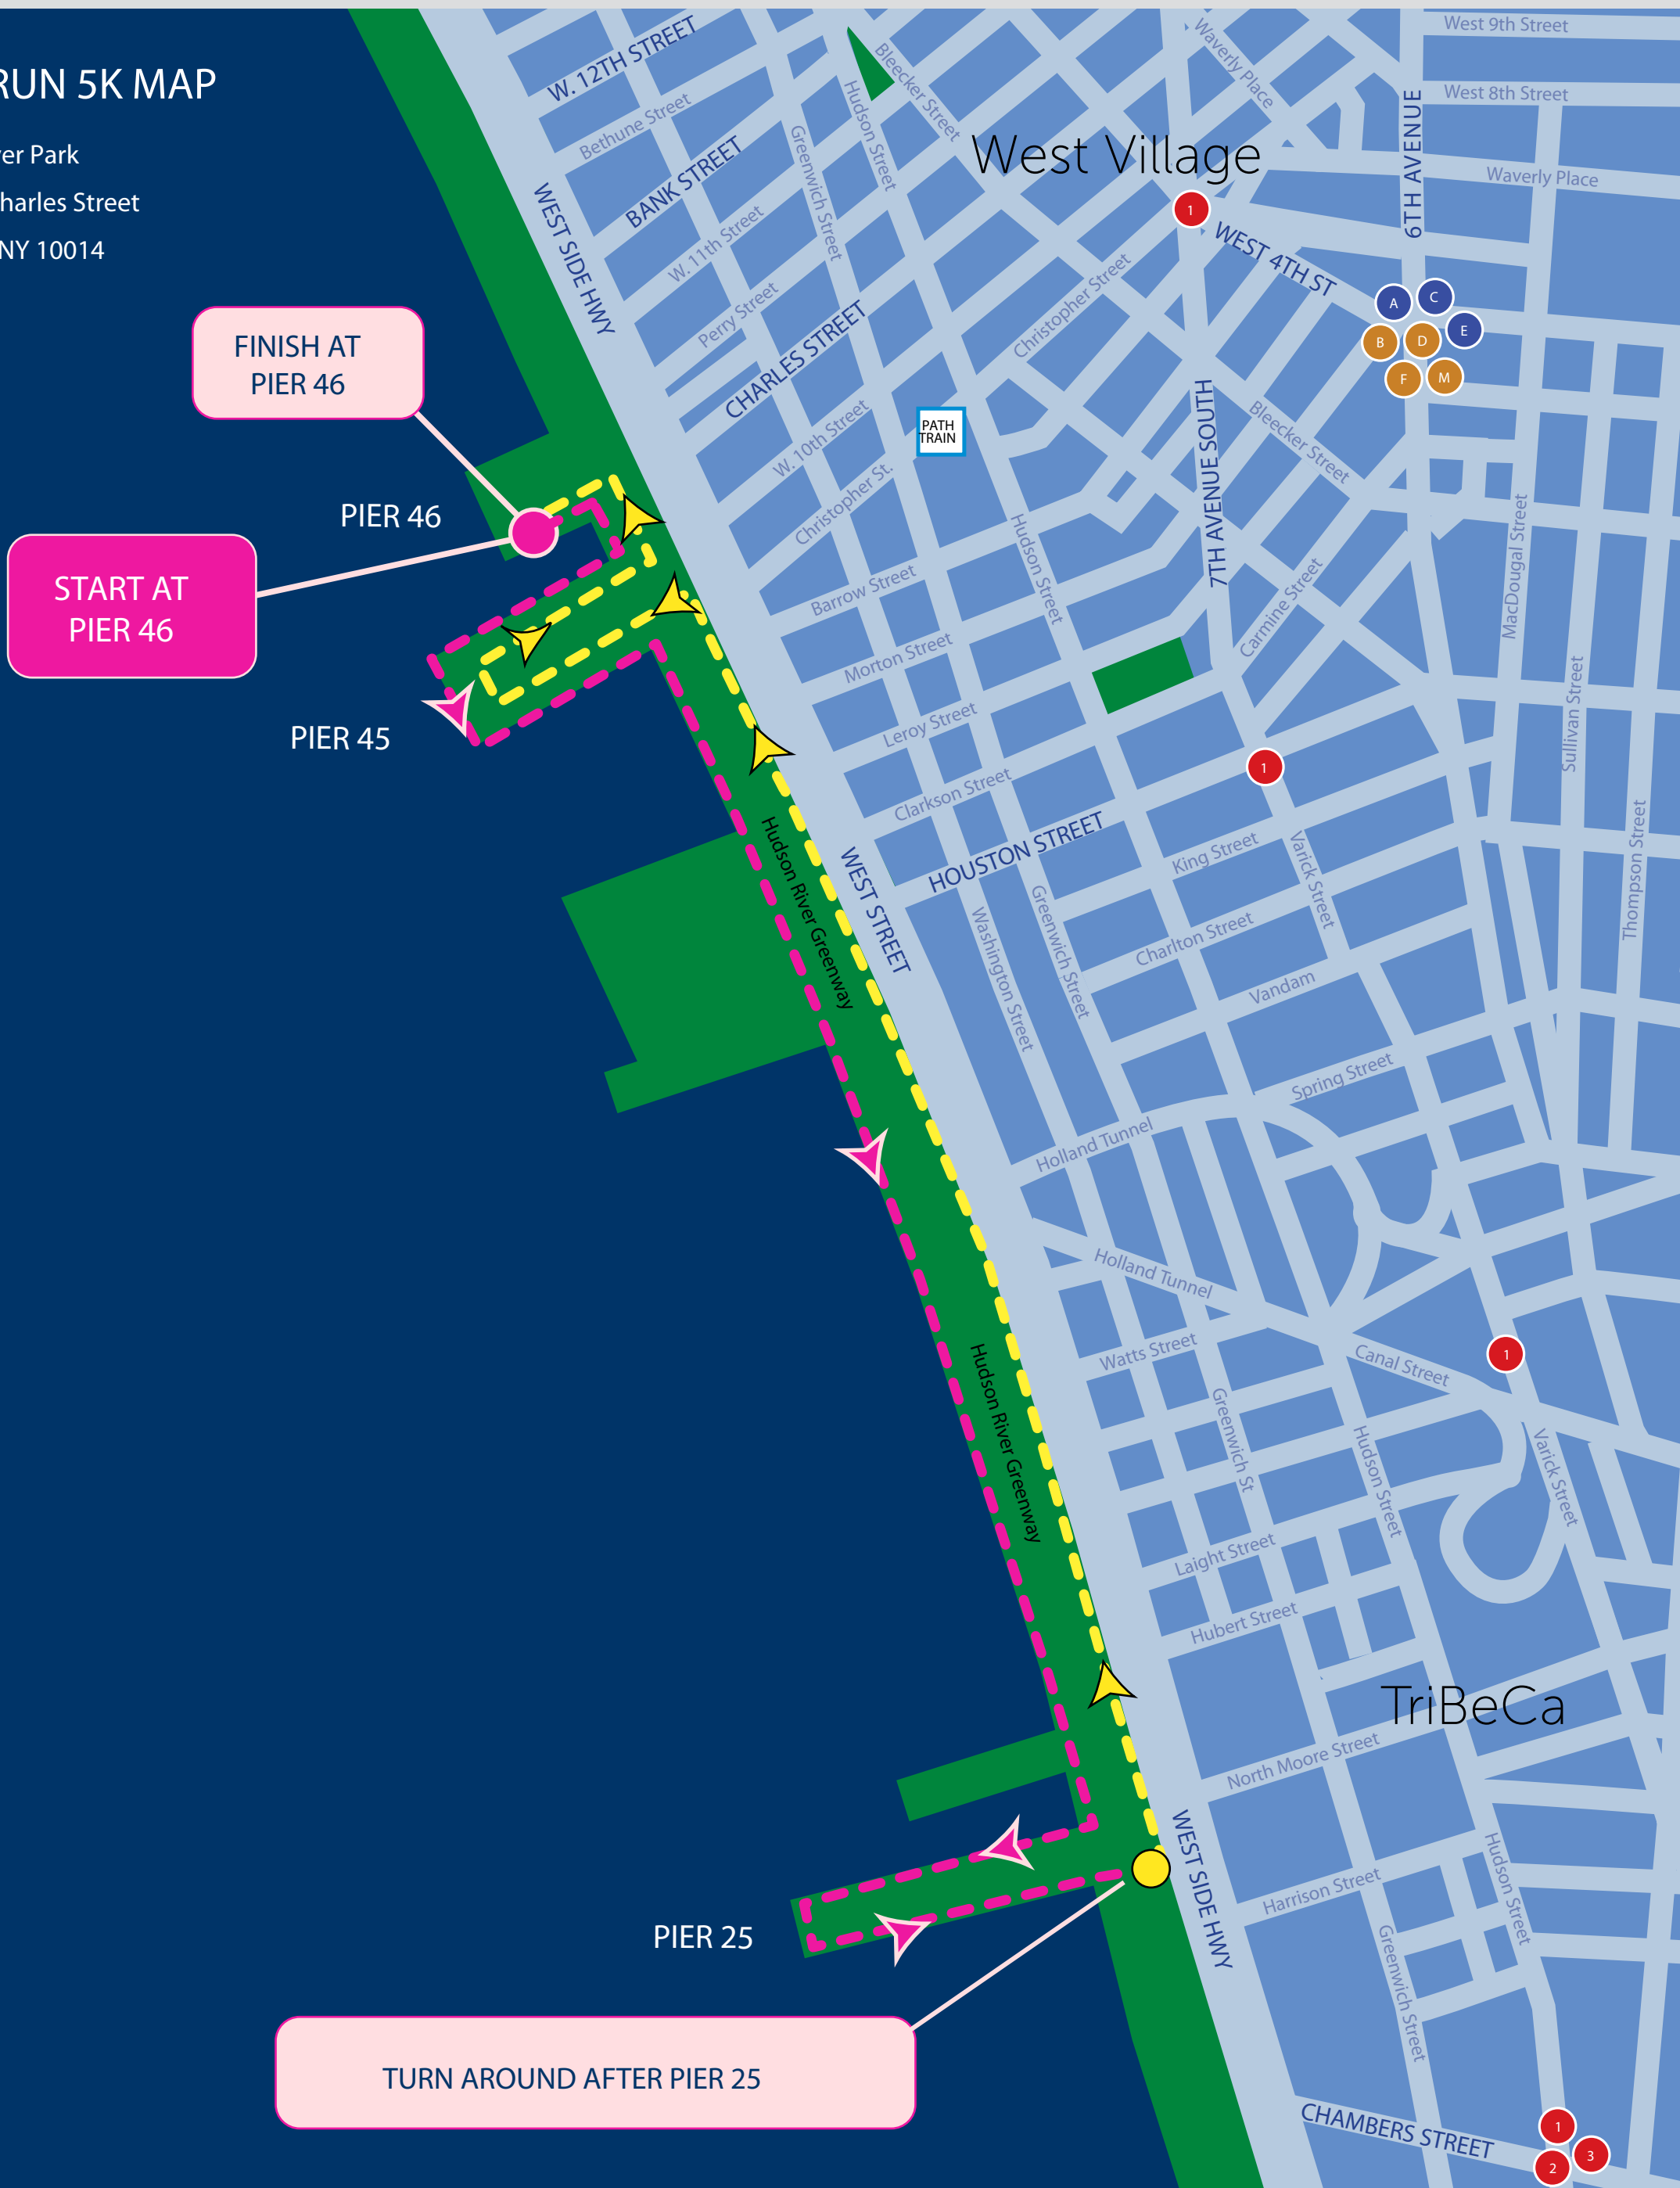 RUN 5K MAP
er Park
harles Street
NY 10014
FINISH AT
PIER 46
START AT
PIER 46
PIER 46
PIER 45
PIER 25
TURN AROUND AFTER PIER 25
West Village
TriBeCa
W. 12TH STREET
Bethune Street
BANK STREET
W. 11th Street
Perry Street
CHARLES STREET
W. 10th Street
Christopher St.
WEST SIDE HWY
Greenwich Street
Hudson Street
Bleecker Street
Waverly Place
West 9th Street
West 8th Street
6TH AVENUE
Waverly Place
1
WEST 4TH ST
A
C
E
B
D
F
M
Christopher Street
PATH
TRAIN
7TH AVENUE SOUTH
Bleecker Street
Barrow Street
Hudson Street
Morton Street
Leroy Street
Clarkson Street
HOUSTON STREET
Carmine Street
MacDougal Street
Sullivan Street
Thompson Street
1
King Street
Varick Street
Charlton Street
Vandam
Spring Street
WEST STREET
Washington Street
Greenwich Street
Hudson River Greenway
Holland Tunnel
Holland Tunnel
Watts Street
Canal Street
1
Greenwich St
Hudson Street
Varick Street
Hudson River Greenway
Laight Street
Hubert Street
North Moore Street
WEST SIDE HWY
Harrison Street
Hudson Street
Greenwich Street
CHAMBERS STREET
1
2
3